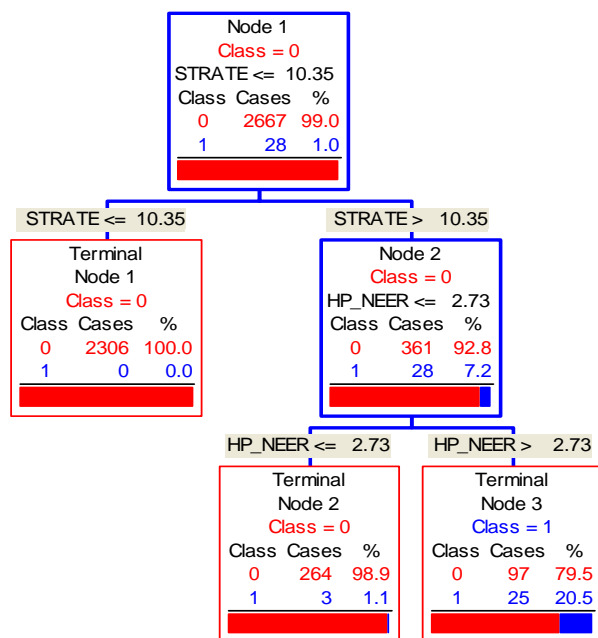 Node 1
Class = 0
STRATE <= 10.35
Class Cases %
0 2667 99.0
1 28 1.0
STRATE <= 10.35
STRATE > 10.35
Terminal
Node 1
Class = 0
Class Cases %
0 2306 100.0
1 0 0.0
Node 2
Class = 0
HP_NEER <= 2.73
Class Cases %
0 361 92.8
1 28 7.2
HP_NEER <= 2.73
HP_NEER > 2.73
Terminal
Node 2
Class = 0
Class Cases %
0 264 98.9
1 3 1.1
Terminal
Node 3
Class = 1
Class Cases %
0 97 79.5
1 25 20.5